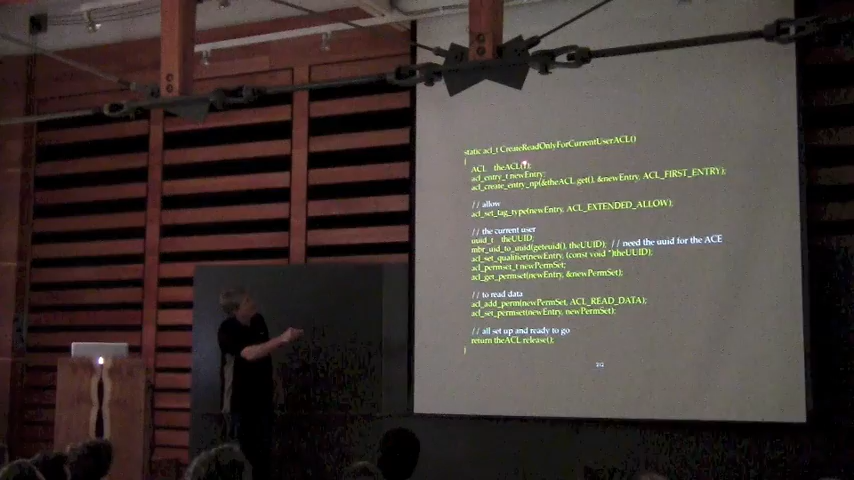 static acl_t CreateReadOnlyForCurrentUserACL()
{
ACL theACL(1);
acl_entry_t newEntry;
acl_create_entry_np(&theACL.get(), &newEntry, ACL_FIRST_ENTRY);
// allow
acl_set_tag_type(newEntry, ACL_EXTENDED_ALLOW);
// the current user
uuid_t theUUID;
mbr_uid_to_uuid(geteuid(), theUUID); // need the uuid for the ACE
acl_set_qualifier(newEntry, (const void *)theUUID);
acl_permset_t newPermSet;
acl_get_permset(newEntry, &newPermSet);
// to read data
acl_add_perm(newPermSet, ACL_READ_DATA);
acl_set_permset(newEntry, newPermSet);
// all set up and ready to go
return theACL.release();
}